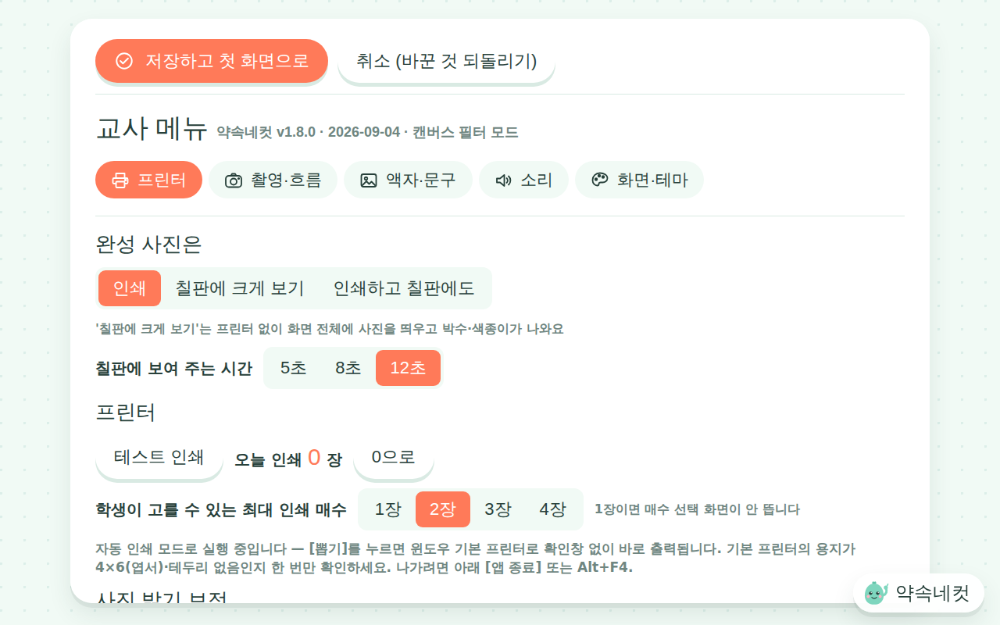 저장하고 첫 화면으로 취소 (바꾼 것 되돌리기)
교사 메뉴 약속네컷 v1.8.0 · 2026-09-04 · 캔버스 필터 모드
프린터 촬영·흐름 액자·문구 소리 화면·테마
완성 사진은
인쇄 칠판에 크게 보기 인쇄하고 칠판에도
'칠판에 크게 보기'는 프린터 없이 화면 전체에 사진을 띄우고 박수·색종이가 나와요
칠판에 보여 주는 시간 5초 8초 12초
프린터
테스트 인쇄 오늘 인쇄 0 장 0으로
학생이 고를 수 있는 최대 인쇄 매수 1장 2장 3장 4장 1장이면 매수 선택 화면이 안 뜹니다
자동 인쇄 모드로 실행 중입니다 — [뽑기]를 누르면 윈도우 기본 프린터로 확인창 없이 바로 출력됩니다. 기본 프린터의 용지가
4×6(엽서)·테두리 없음인지 한 번만 확인하세요. 나가려면 아래 [앱 종료] 또는 Alt+F4.
사진 밝기 보정
약속네컷